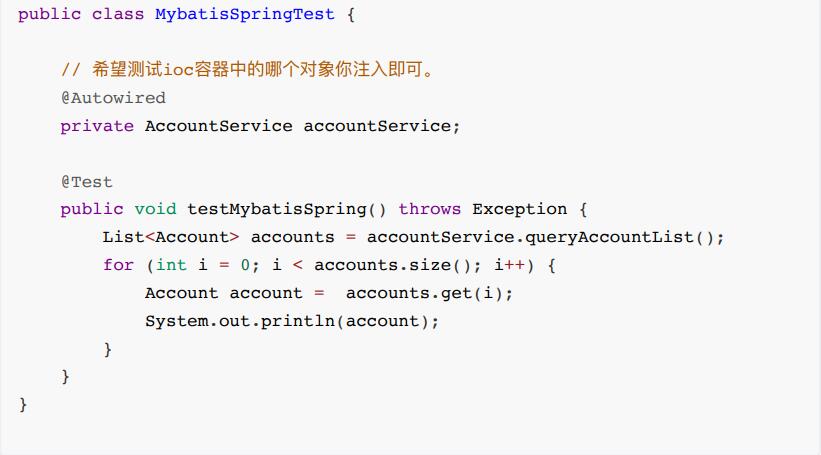 public class MybatisSpringTest {
// 希望测试ioc容器中的哪个对象你注入即可。
@Autowired
private AccountService accountService;
@Test
public void testMybatisSpring() throws Exception {
List<Account> accounts = accountService.queryAccountList();
for (int i = 0; i < accounts.size(); i++) {
Account account =  accounts.get(i);
System.out.println(account);
}
}
}